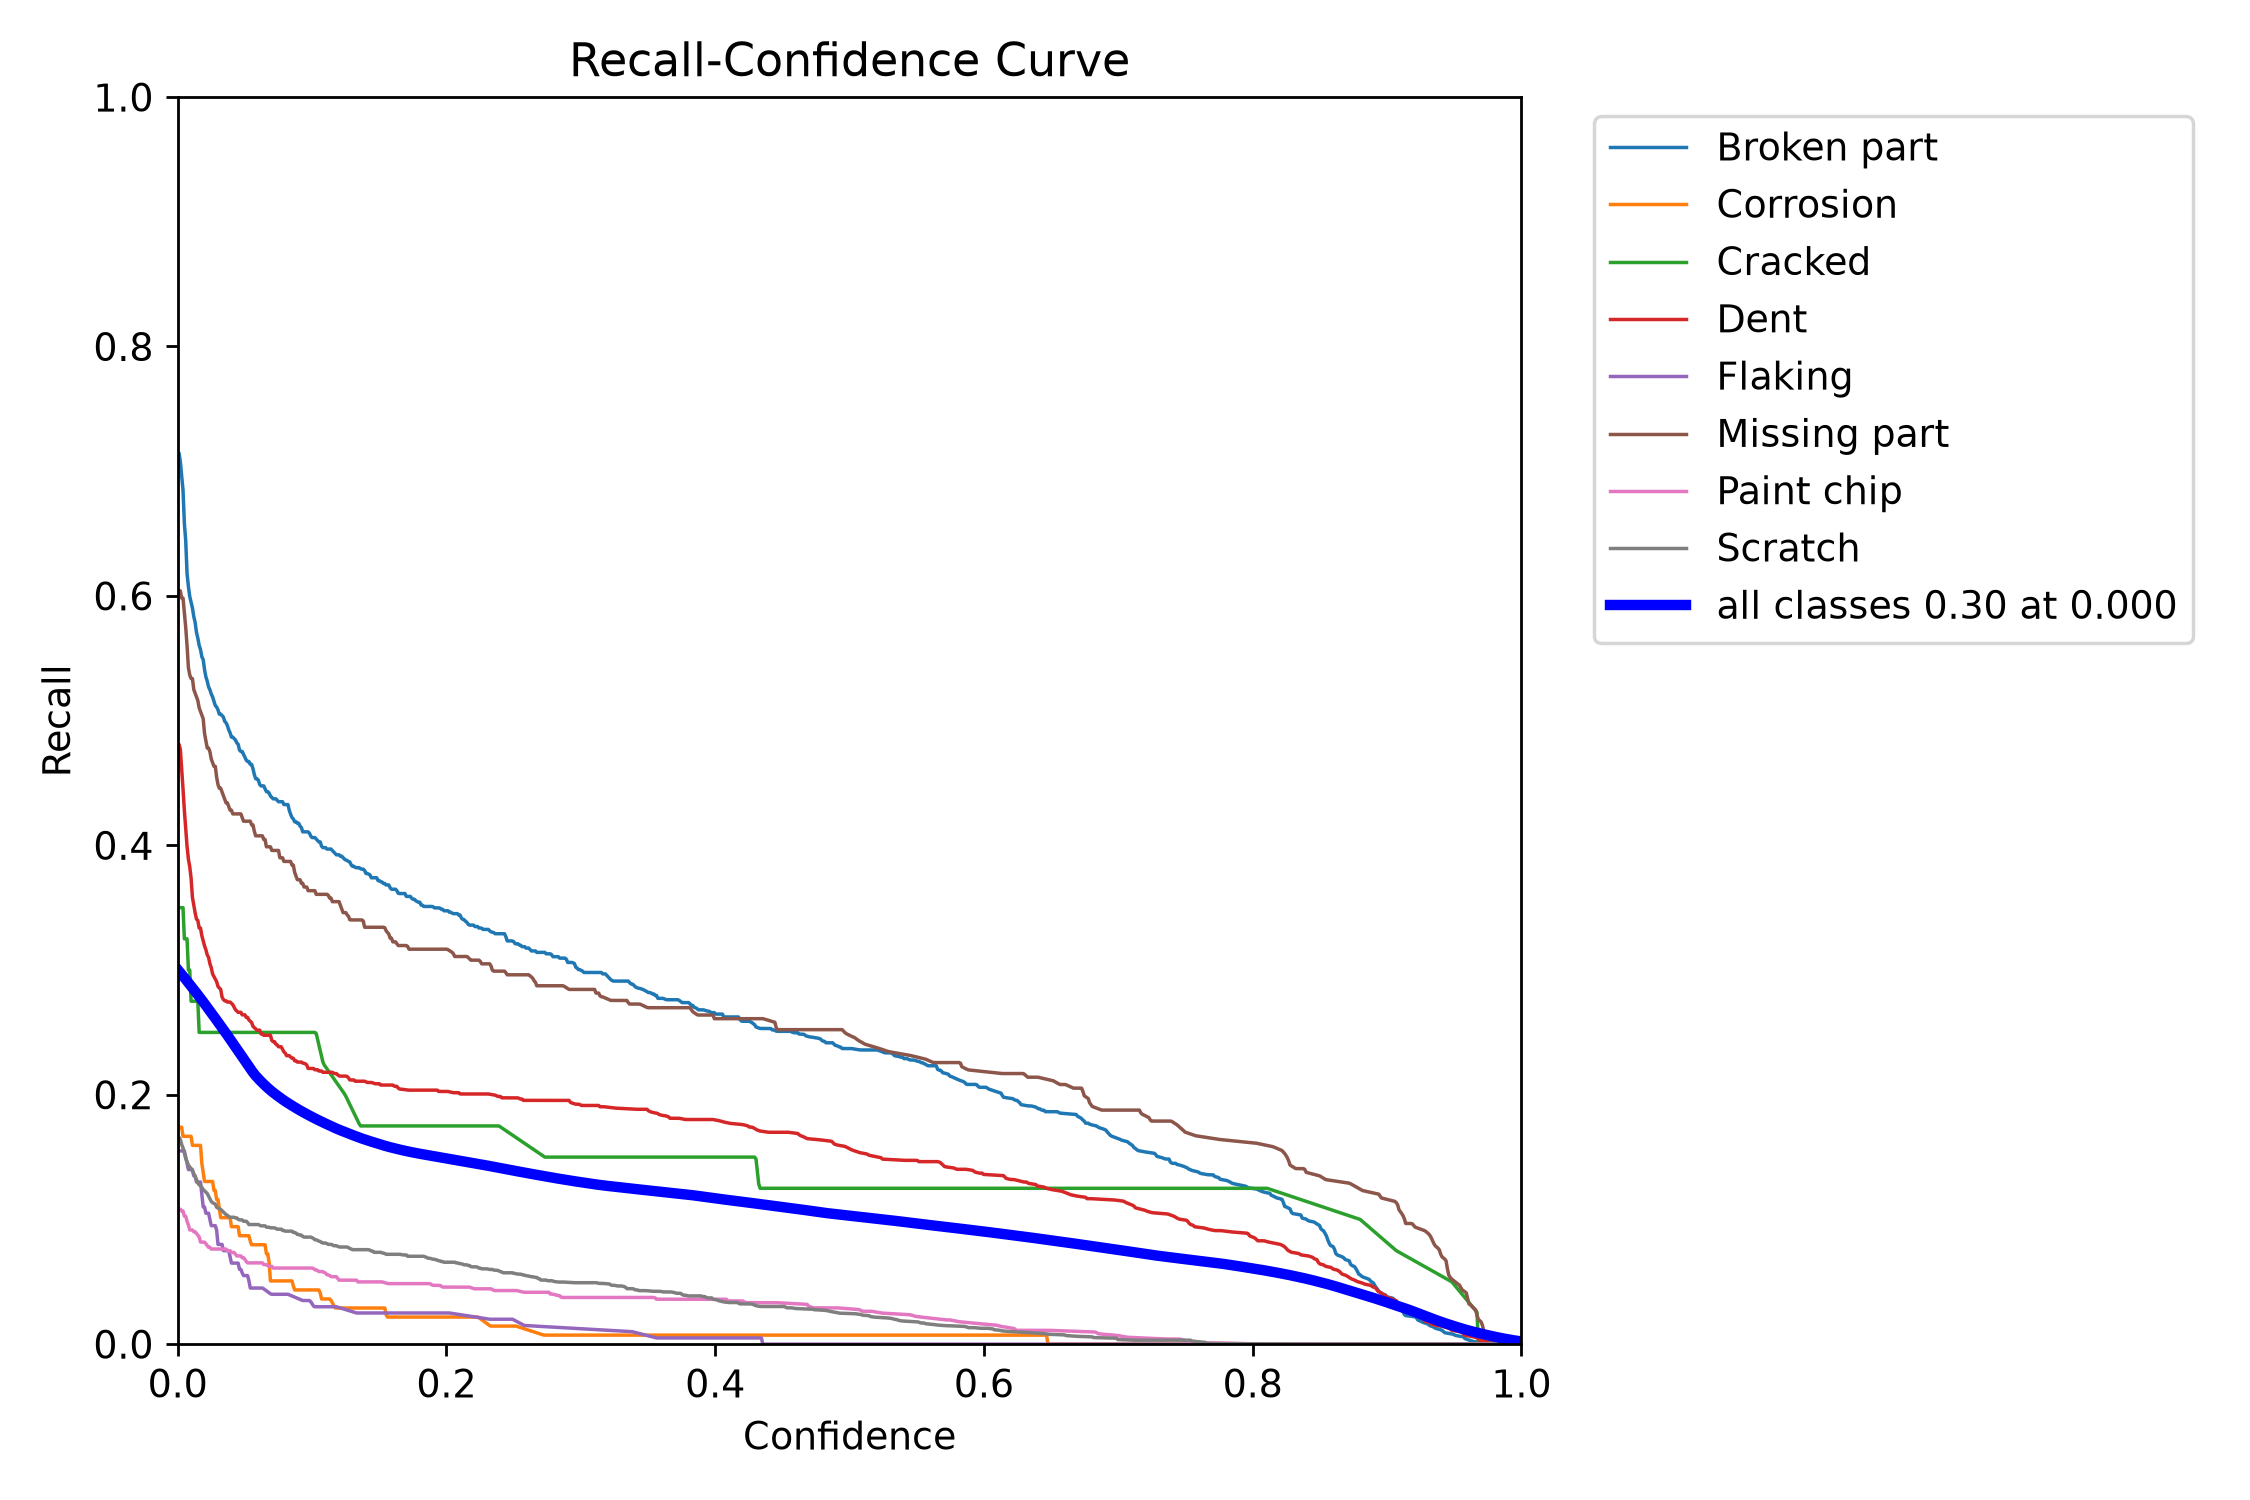 Recall-Confidence Curve
1.0
0.8
0.6
0.4
0.2
0.0
Recall
0.0 0.2 0.4 0.6 0.8 1.0
Confidence
Broken part
Corrosion
Cracked
Dent
Flaking
Missing part
Paint chip
Scratch
all classes 0.30 at 0.000